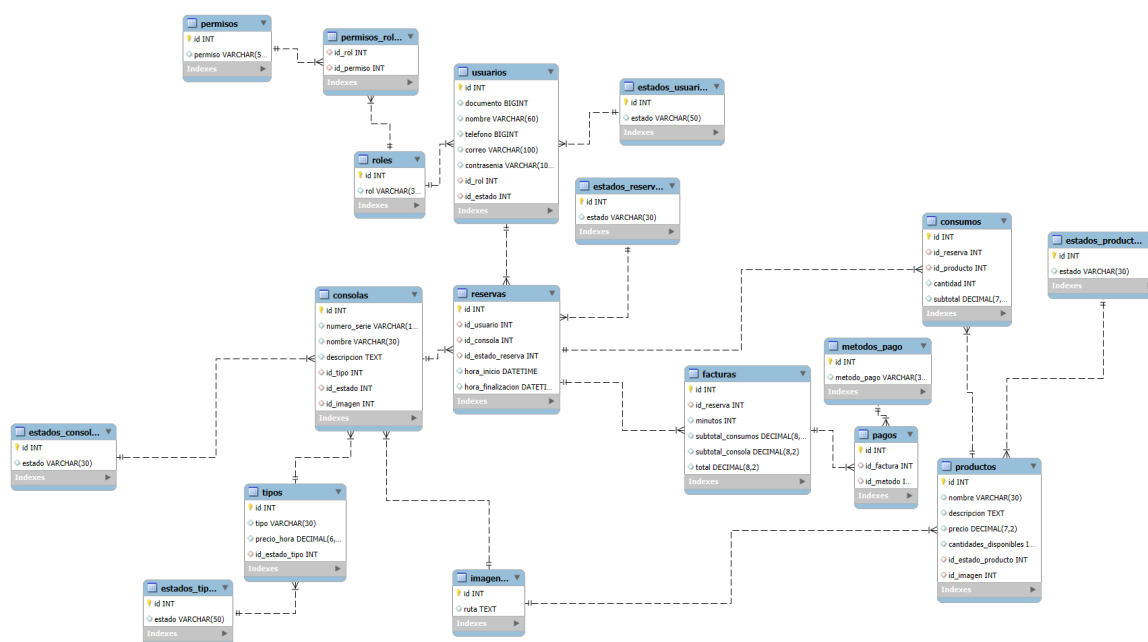 permisos
id INT
permiso VARCHAR(5...
Indexes
permisos_rol...
id_rol INT
id_permiso INT
Indexes
usuarios
id INT
documento BIGINT
nombre VARCHAR(60)
telefono BIGINT
correo VARCHAR(100)
contrasenia VARCHAR(10...
id_rol INT
id_estado INT
Indexes
estados_usuari...
id INT
estado VARCHAR(50)
Indexes
roles
id INT
rol VARCHAR(3...
Indexes
estados_reserv...
id INT
estado VARCHAR(30)
Indexes
consumos
id INT
id_reserva INT
id_producto INT
cantidad INT
subtotal DECIMAL(7,...
Indexes
estados_product...
id INT
estado VARCHAR(30)
Indexes
consolas
id INT
numero_serie VARCHAR(1...
nombre VARCHAR(30)
descripcion TEXT
id_tipo INT
id_estado INT
id_imagen INT
Indexes
reservas
id INT
id_usuario INT
id_consola INT
id_estado_reserva INT
hora_inicio DATETIME
hora_finalizacion DATETI...
Indexes
metodos_pago
id INT
metodo_pago VARCHAR(3...
Indexes
facturas
id INT
id_reserva INT
minutos INT
subtotal_consumos DECIMAL(8,...
subtotal_consola DECIMAL(8,2)
total DECIMAL(8,2)
Indexes
estados_consol...
id INT
estado VARCHAR(30)
Indexes
pagos
id INT
id_factura INT
id_metodo I...
Indexes
productos
id INT
nombre VARCHAR(30)
descripcion TEXT
precio DECIMAL(7,2)
cantidades_disponibles I...
id_estado_producto INT
id_imagen INT
Indexes
tipos
id INT
tipo VARCHAR(30)
precio_hora DECIMAL(6,...
id_estado_tipo INT
Indexes
estados_tip...
id INT
estado VARCHAR(50)
Indexes
imagen...
id INT
ruta TEXT
Indexes